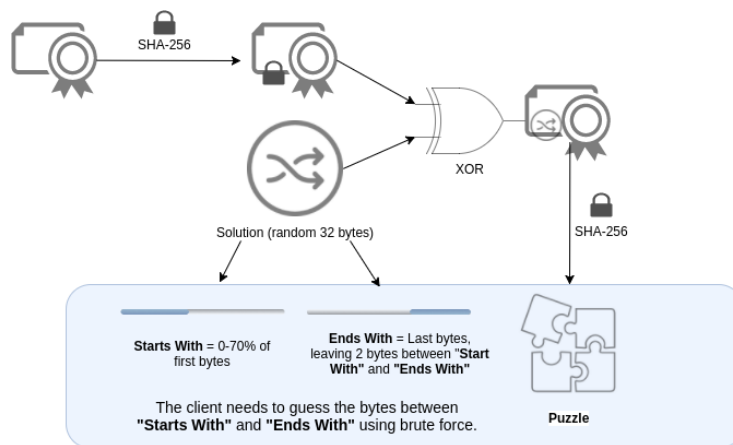 SHA-256
XOR
Solution (random 32 bytes)
SHA-256
Starts With = 0-70% of
first bytes
Ends With = Last bytes,
leaving 2 bytes between "Start
With" and "Ends With"
The client needs to guess the bytes between
"Starts With" and "Ends With" using brute force.
Puzzle